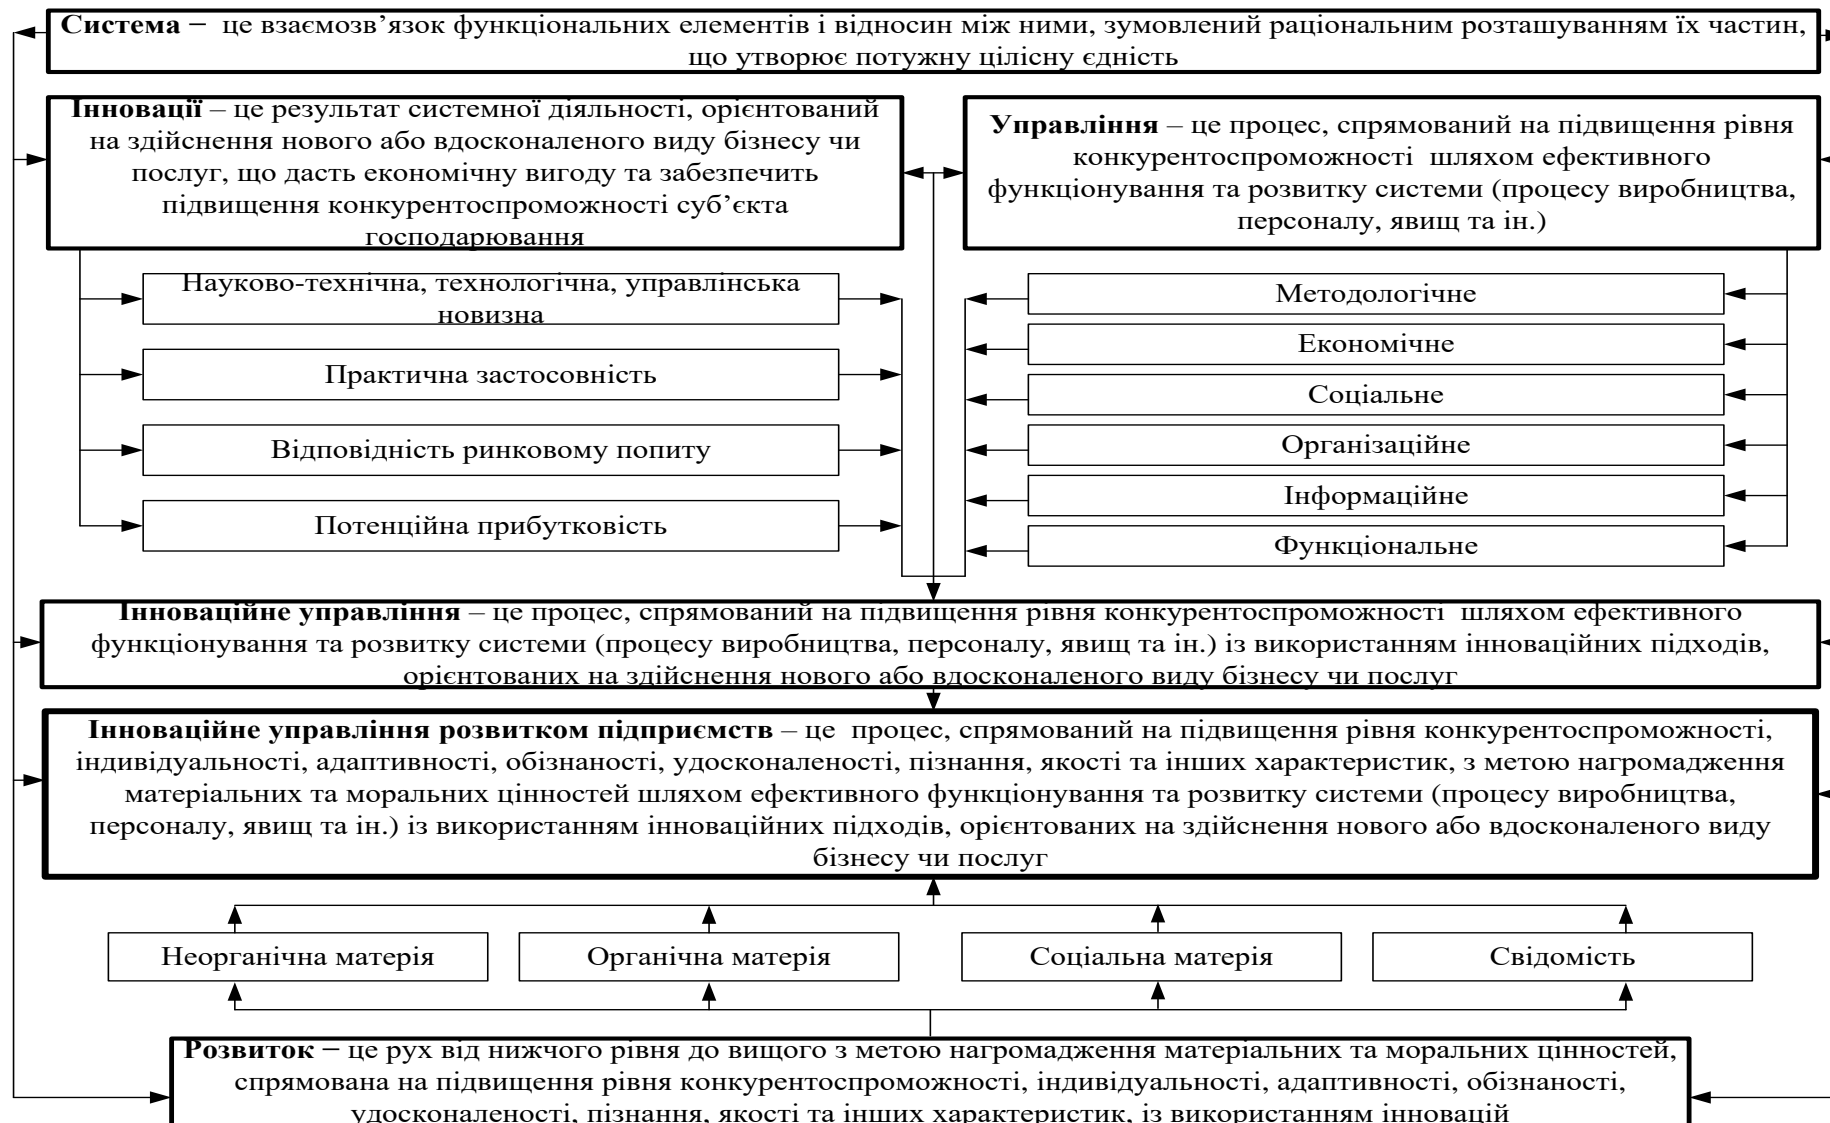 Система – це взаємозв’язок функціональних елементів і відносин між ними, зумовлений раціональним розташуванням їх частин,
що утворює потужну цілісну єдність
Інновації – це результат системної діяльності, орієнтований
на здійснення нового або вдосконаленого виду бізнесу чи
послуг, що дасть економічну вигоду та забезпечить
підвищення конкурентоспроможності суб’єкта
господарювання
Управління – це процес, спрямований на підвищення рівня
конкурентоспроможності шляхом ефективного
функціонування та розвитку системи (процесу виробництва,
персоналу, явищ та ін.)
Науково-технічна, технологічна, управлінська
новизна
Практична застосовність
Відповідність ринковому попиту
Потенційна прибутковість
Методологічне
Економічне
Соціальне
Організаційне
Інформаційне
Функціональне
Інноваційне управління – це процес, спрямований на підвищення рівня конкурентоспроможності шляхом ефективного
функціонування та розвитку системи (процесу виробництва, персоналу, явищ та ін.) із використанням інноваційних підходів,
орієнтованих на здійснення нового або вдосконаленого виду бізнесу чи послуг
Інноваційне управління розвитком підприємств – це процес, спрямований на підвищення рівня конкурентоспроможності,
індивідуальності, адаптивності, обізнаності, удосконаленості, пізнання, якості та інших характеристик, з метою нагромадження
матеріальних та моральних цінностей шляхом ефективного функціонування та розвитку системи (процесу виробництва,
персоналу, явищ та ін.) із використанням інноваційних підходів, орієнтованих на здійснення нового або вдосконаленого виду
бізнесу чи послуг
Неорганічна матерія
Органічна матерія
Соціальна матерія
Свідомість
Розвиток – це рух від нижчого рівня до вищого з метою нагромадження матеріальних та моральних цінностей,
спрямована на підвищення рівня конкурентоспроможності, індивідуальності, адаптивності, обізнаності,
удосконаленості, пізнання, якості та інших характеристик, із використанням інновацій